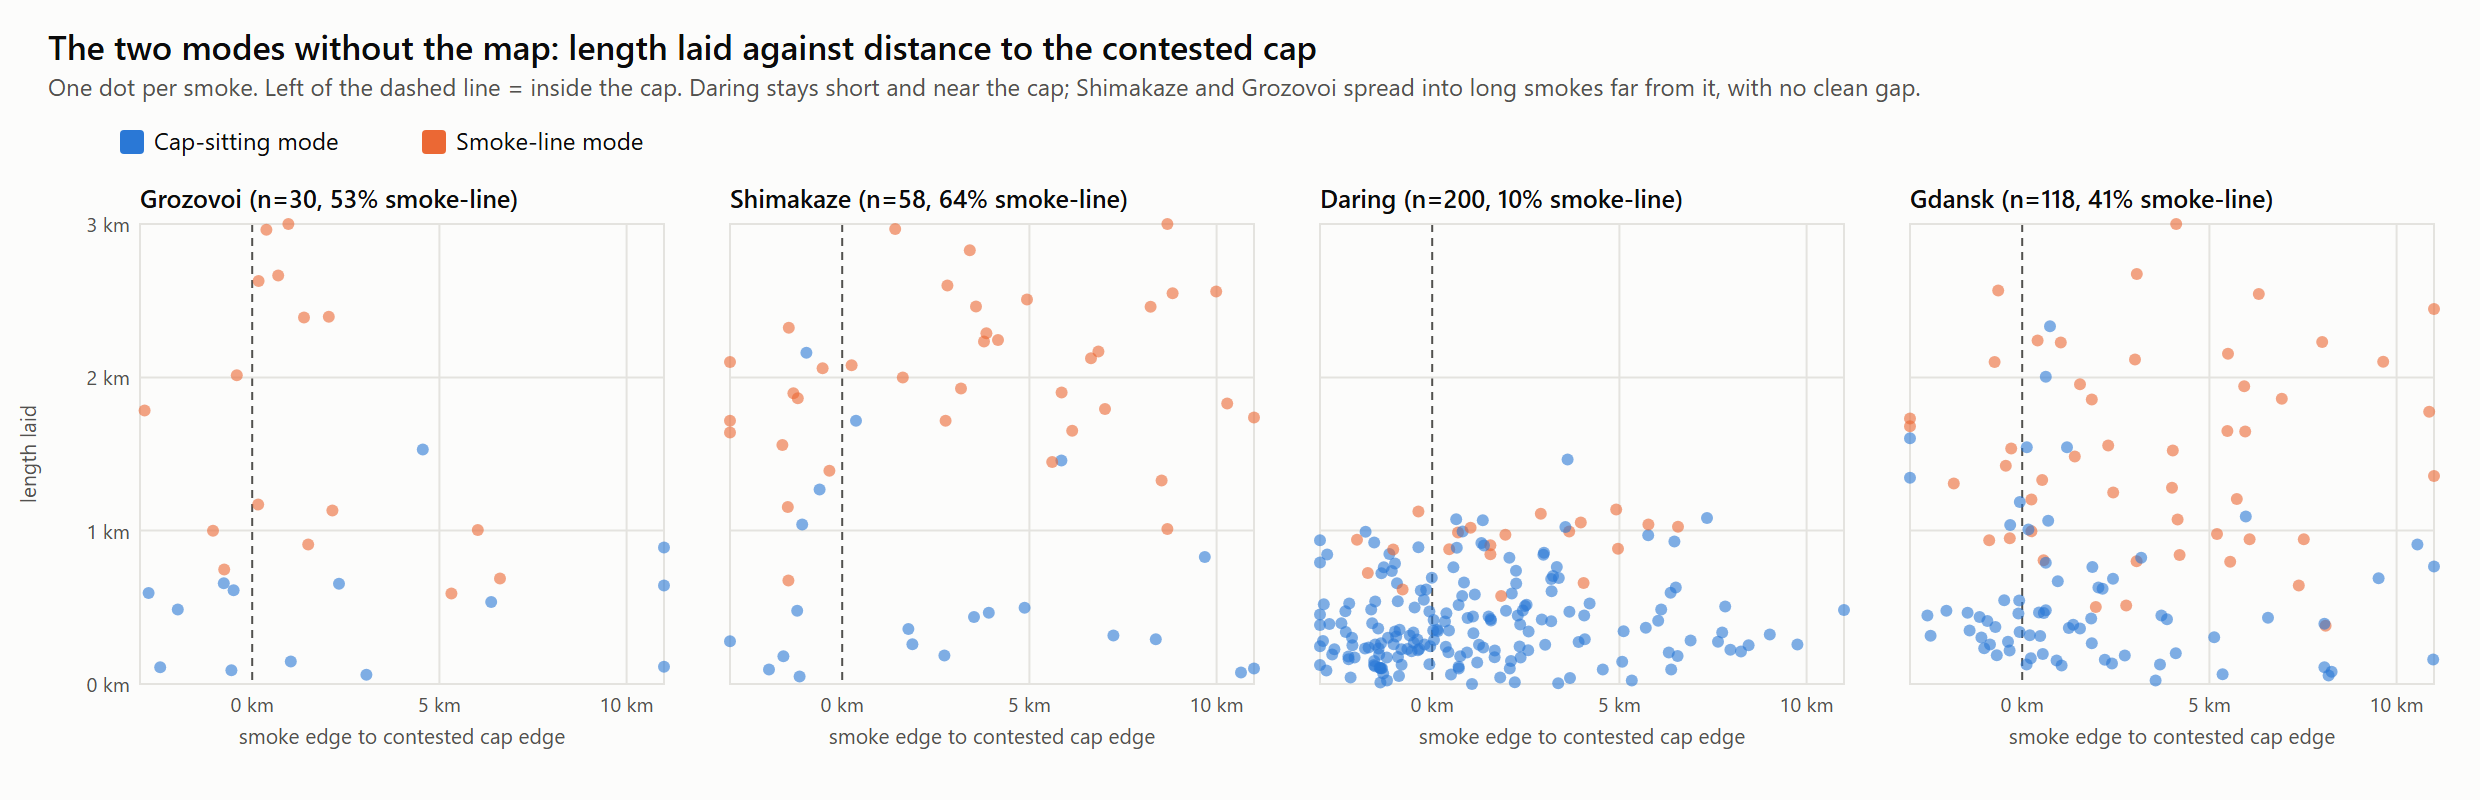 The two modes without the map: length laid against distance to the contested cap
One dot per smoke. Left of the dashed line = inside the cap. Daring stays short and near the cap; Shimakaze and Grozovoi spread into long smokes far from it, with no clean gap.
Cap-sitting mode
Smoke-line mode
Grozovoi (n=30, 53% smoke-line)
Shimakaze (n=58, 64% smoke-line)
Daring (n=200, 10% smoke-line)
Gdansk (n=118, 41% smoke-line)
3 km
2 km
1 km
0 km
length laid
0 km
5 km
10 km
0 km
5 km
10 km
0 km
5 km
10 km
0 km
5 km
10 km
smoke edge to contested cap edge
smoke edge to contested cap edge
smoke edge to contested cap edge
smoke edge to contested cap edge